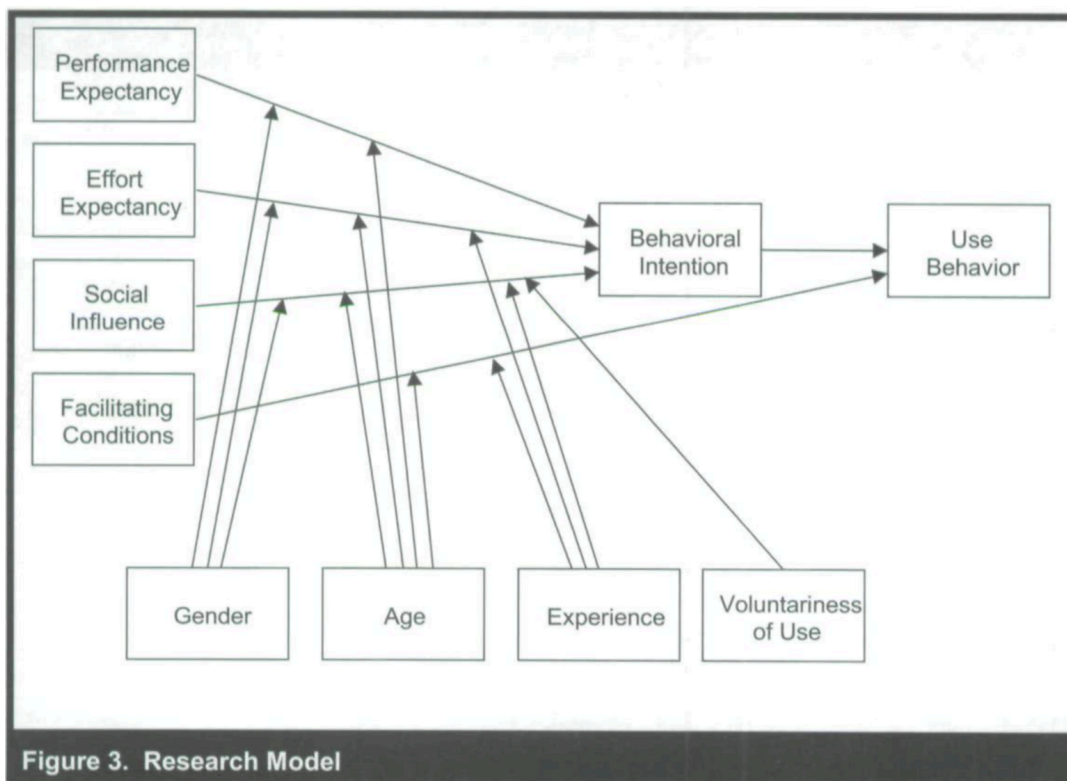 Performance
Expectancy
Effort
Expectancy
Social
Influence
Facilitating
Conditions
Behavioral
Intention
Use
Behavior
Gender
Age
Experience
Voluntariness
of Use
Figure 3. Research Model